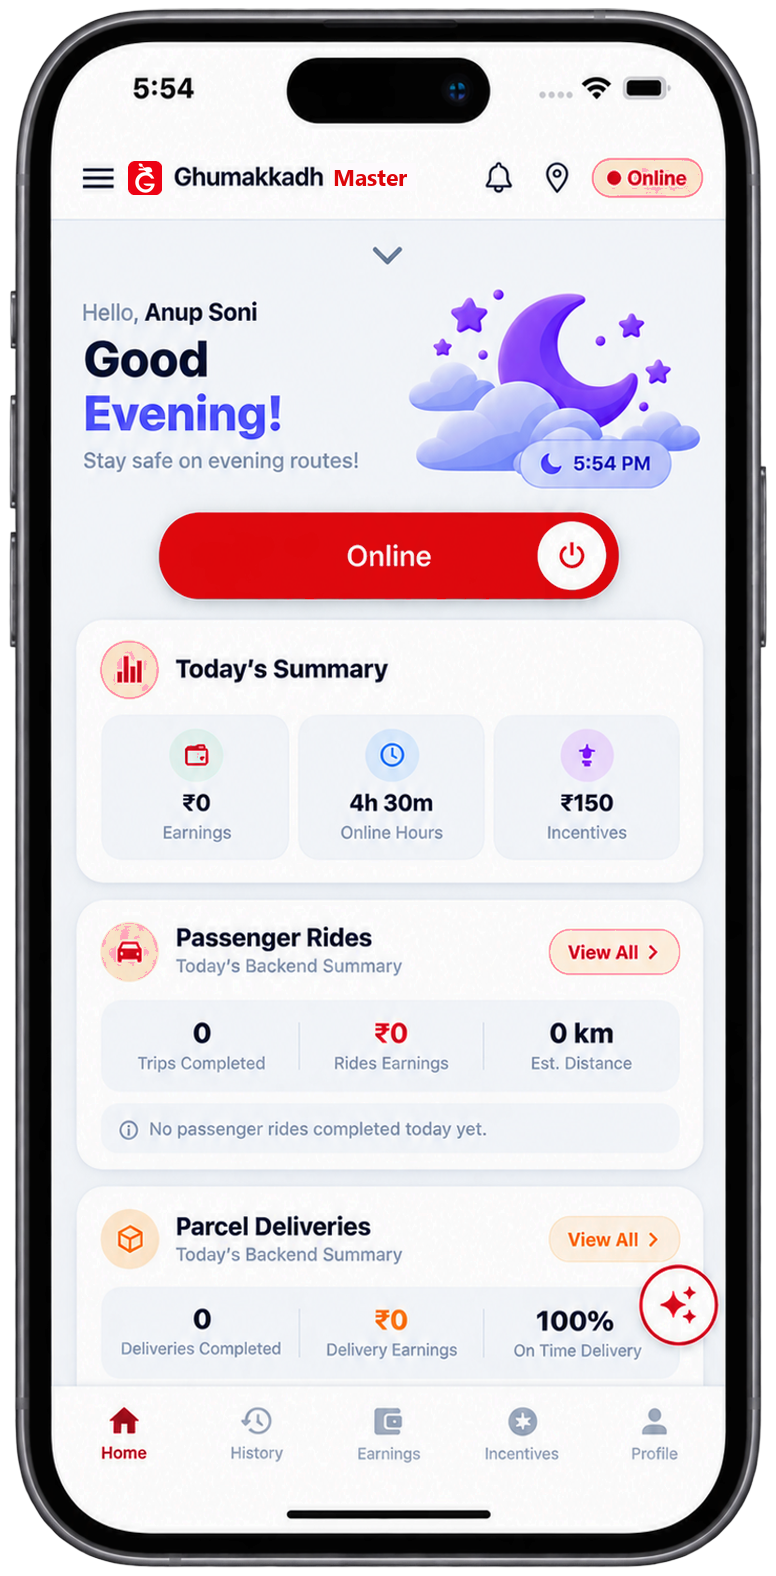 5:54
Ghumakkadh Master
Online
Hello, Anup Soni
Good
Evening!
Stay safe on evening routes!
5:54 PM
Online
Today's Summary
₹0
Earnings
4h 30m
Online Hours
₹150
Incentives
Passenger Rides
Today's Backend Summary
View All
0
Trips Completed
₹0
Rides Earnings
0 km
Est. Distance
No passenger rides completed today yet.
Parcel Deliveries
Today's Backend Summary
View All
0
Deliveries Completed
₹0
Delivery Earnings
100%
On Time Delivery
Home
History
Earnings
Incentives
Profile